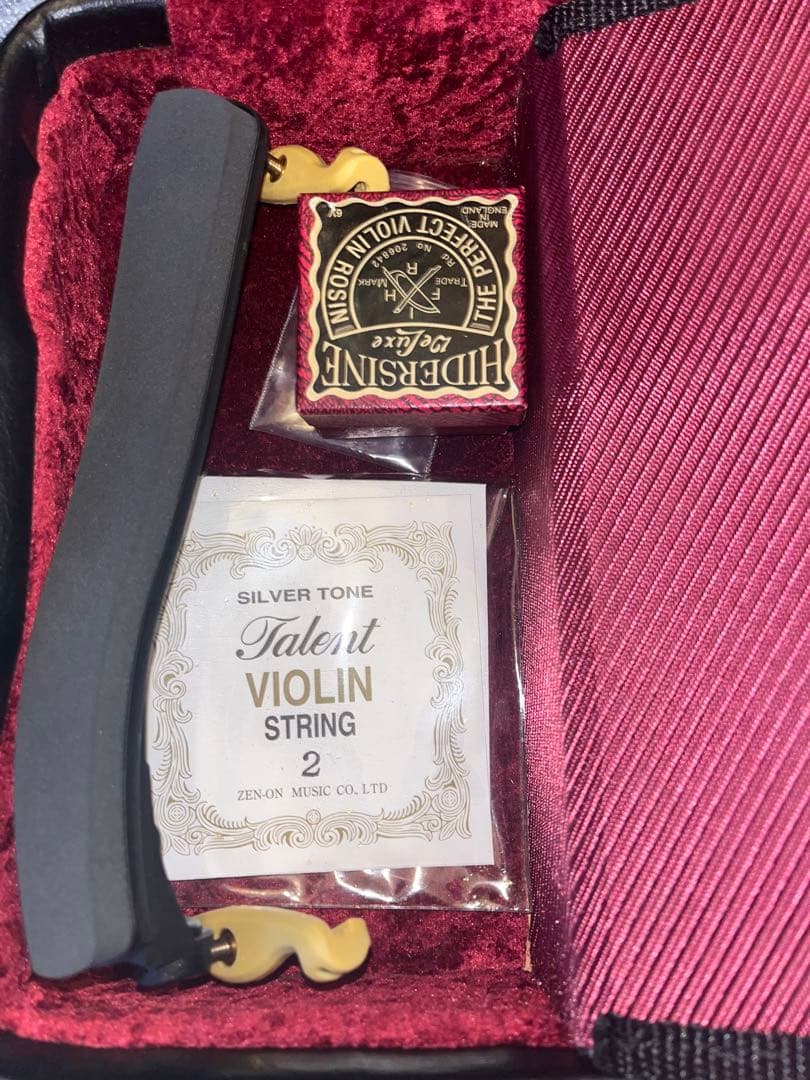 HIDERSINE
DeLuxe
THE PERFECT VIOLIN ROSIN
TRADE MARK
H I F R
Rd No. 206842
MADE
IN
ENGLAND
6V
SILVER TONE
Talent
VIOLIN
STRING
2
ZEN-ON MUSIC CO., LTD